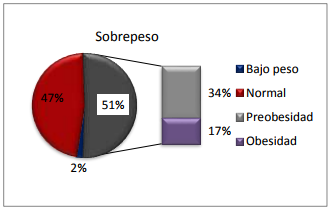 Sobrepeso
47%
51%
2%
34%
17%
Bajo peso
Normal
Preobesidad
Obesidad